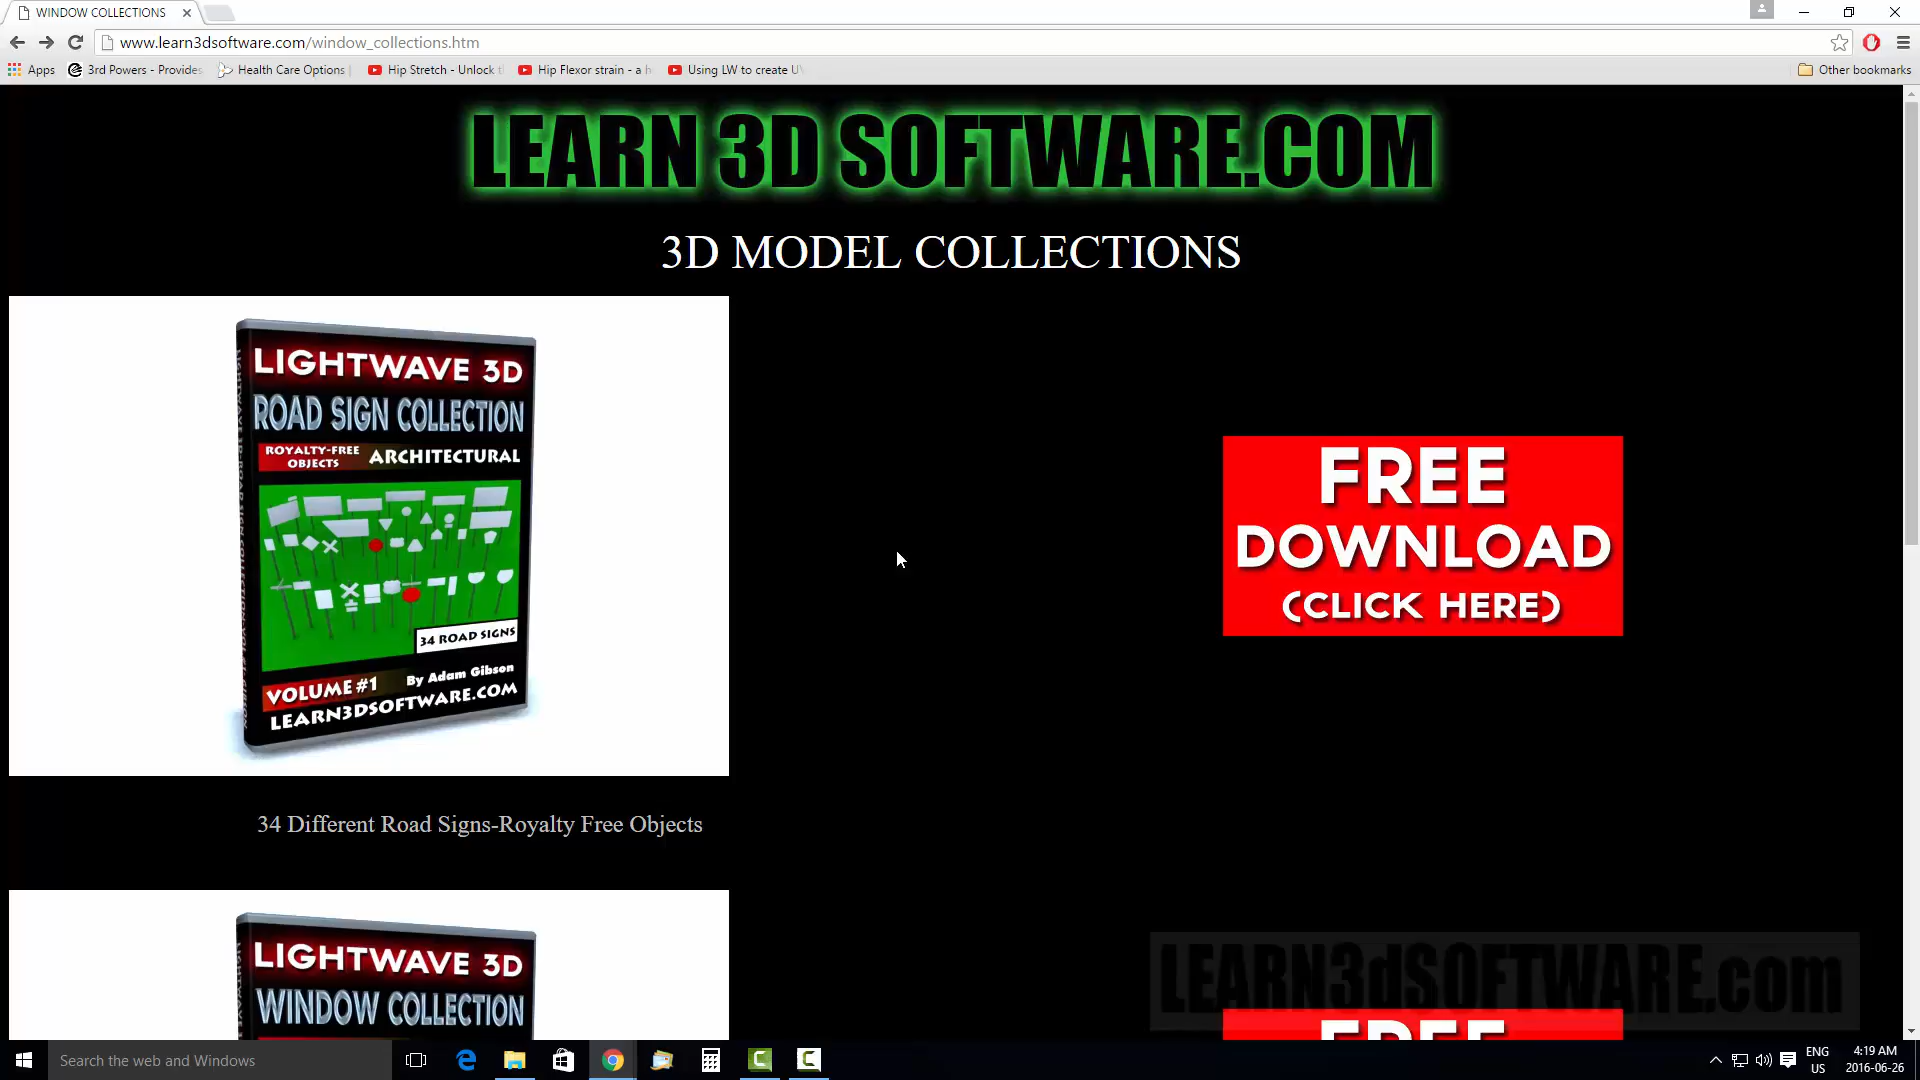 WINDOW COLLECTIONS
www.learn3dsoftware.com/window_collections.htm
Apps
3rd Powers - Provides
Health Care Options
Hip Stretch - Unlock t
Hip Flexor strain - a h
Using LW to create U
Other bookmarks
LEARN 3D SOFTWARE.COM
3D MODEL COLLECTIONS
LIGHTWAVE 3D
ROAD SIGN COLLECTION
ROYALTY-FREE
OBJECTS
ARCHITECTURAL
34 ROAD SIGNS
VOLUME #1
By Adam Gibson
LEARN3DSOFTWARE.COM
FREE
DOWNLOAD
(CLICK HERE)
34 Different Road Signs-Royalty Free Objects
LIGHTWAVE 3D
WINDOW COLLECTION
LEARN3dSOFTWARE.com
FREE
Search the web and Windows
ENG
US
4:19 AM
2016-06-26